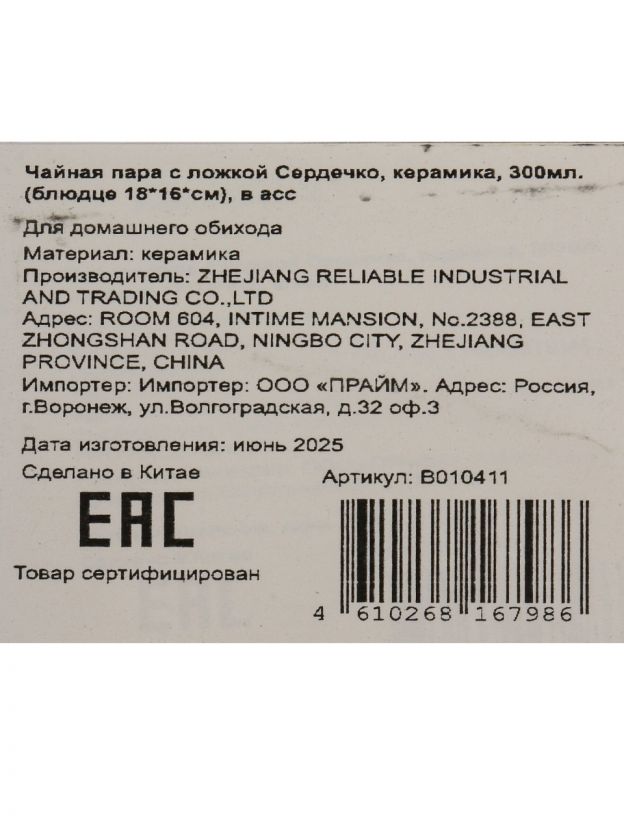 Чайная пара с ложкой Сердечко, керамика, 300мл.
(блюдце 18*16*см), в асс
Для домашнего обихода
Материал: керамика
Производитель: ZHEJIANG RELIABLE INDUSTRIAL
AND TRADING CO.,LTD
Адрес: ROOM 604, INTIME MANSION, No.2388, EAST
ZHONGSHAN ROAD, NINGBO CITY, ZHEJIANG
PROVINCE, CHINA
Импортер: Импортер: ООО «ПРАЙМ». Адрес: Россия,
г.Воронеж, ул.Волгоградская, д.32 оф.3
Дата изготовления: июнь 2025
Сделано в Китае
Артикул: B010411
EAC
Товар сертифицирован
4 610268 167986